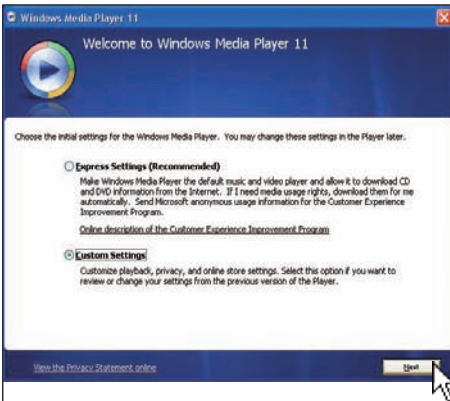 Windows Media Player 11
Welcome to Windows Media Player 11
Choose the initial settings for the Windows Media Player. You may change these settings in the Player later.
Express Settings (Recommended)
Make Windows Media Player the default music and video player and allow it to download CD
and DVD information from the Internet. If I need media usage rights, download them for me
automatically. Send Microsoft anonymous usage information for the Customer Experience
Improvement Program.
Online description of the Customer Experience Improvement Program
Custom Settings
Customize playback, privacy, and online store settings. Select this option if you want to
review or change your settings from the previous version of the Player.
View the Privacy Statement online
Next